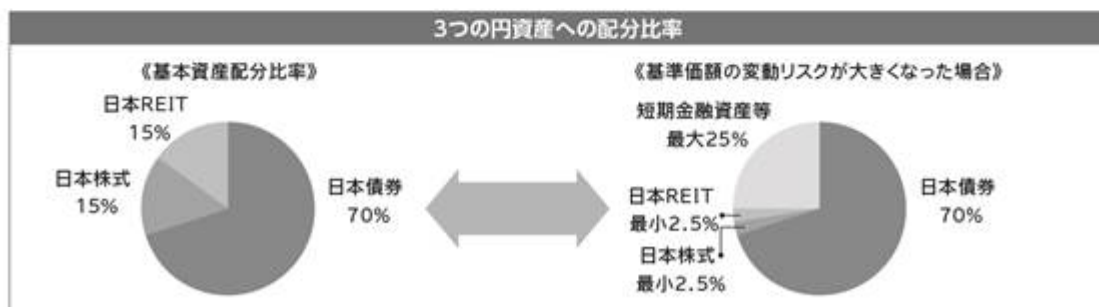 3つの円資産への配分比率
《基本資産配分比率》
日本REIT
15%
日本株式
15%
日本債券
70%
《基準価額の変動リスクが大きくなった場合》
短期金融資産等
最大25%
日本REIT
最小2.5%
日本株式
最小2.5%
日本債券
70%